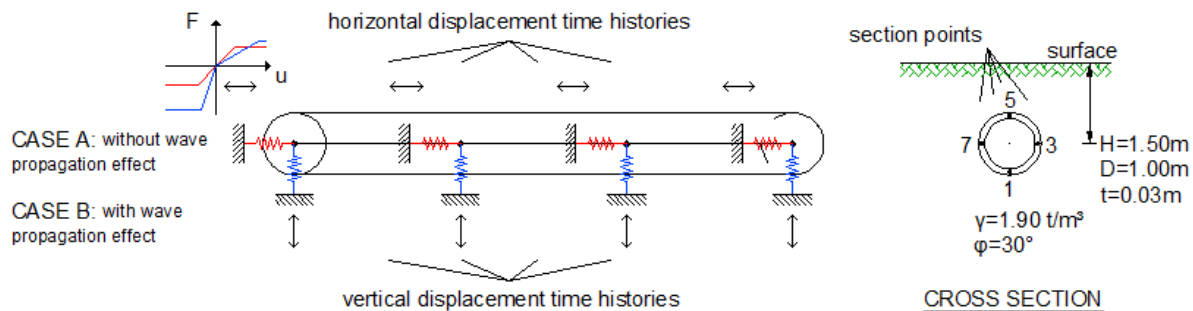 F
u
horizontal displacement time histories
CASE A: without wave
propagation effect
CASE B: with wave
propagation effect
vertical displacement time histories
section points
surface
5
7
3
1
H=1.50m
D=1.00m
t=0.03m
γ=1.90 t/m³
φ=30°
CROSS SECTION